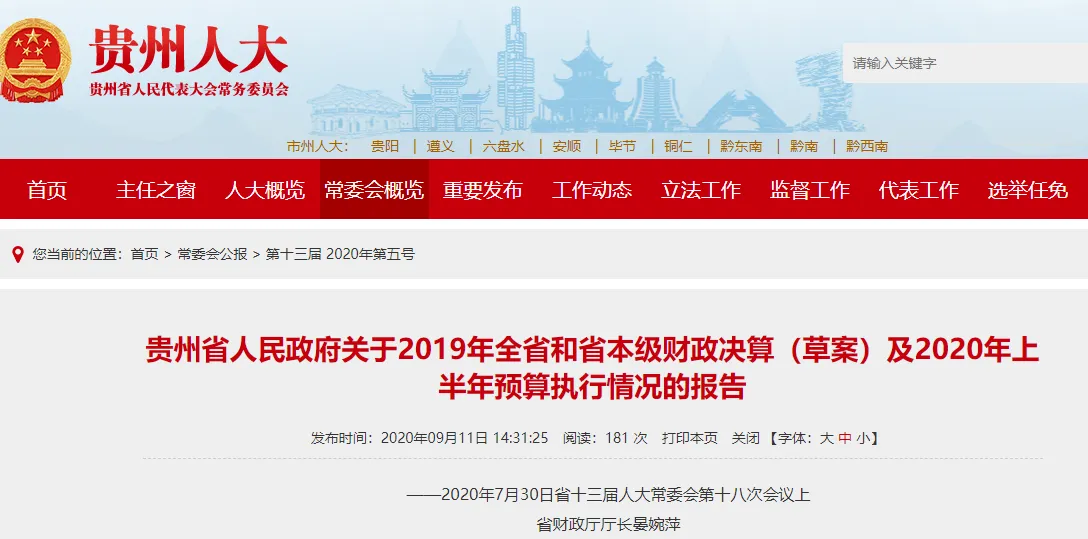 贵州人大
贵州省人民代表大会常务委员会
请输入关键字
市州人大： 贵阳 | 遵义 | 六盘水 | 安顺 | 毕节 | 铜仁 | 黔东南 | 黔南 | 黔西南
首页 主任之窗 人大概览 常委会概览 重要发布 工作动态 立法工作 监督工作 代表工作 选举任免
您当前的位置：首页 > 常委会公报 > 第十三届 2020年第五号
贵州省人民政府关于2019年全省和省本级财政决算（草案）及2020年上
半年预算执行情况的报告
发布时间：2020年09月11日 14:31:25 阅读：181 次 打印本页 关闭 【字体：大 中 小】
——2020年7月30日省十三届人大常委会第十八次会议上
省财政厅厅长晏婉萍